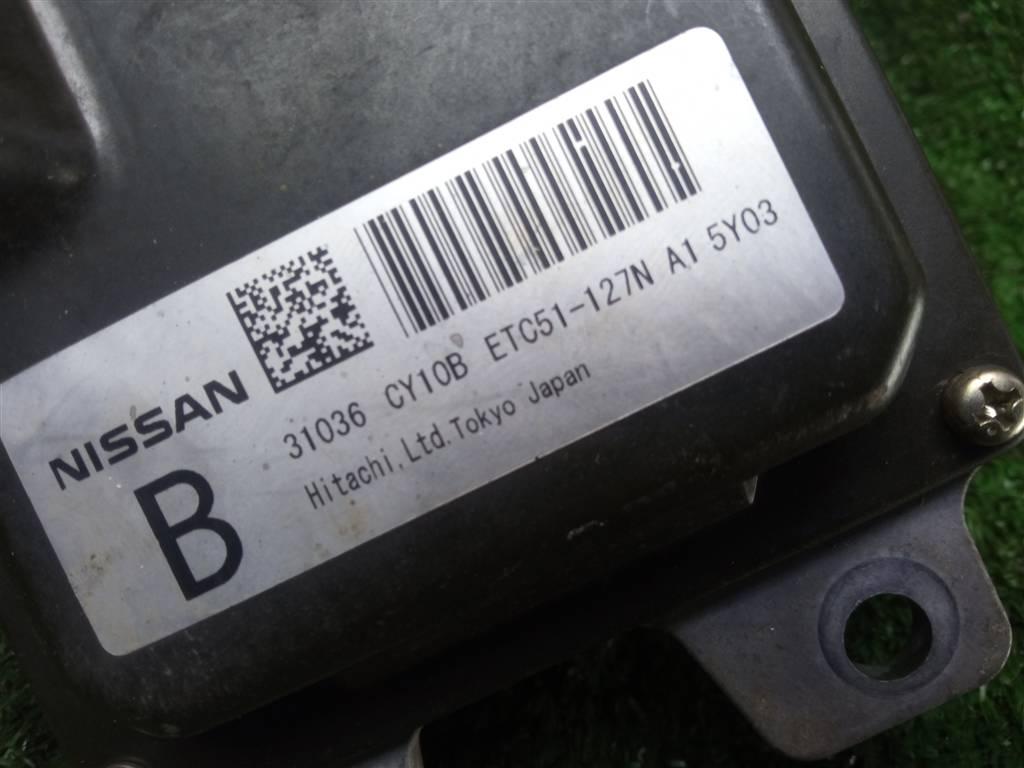 NISSAN
B
31036 CY10B ETC51-127N A1 5Y03
Hitachi,Ltd.Tokyo Japan